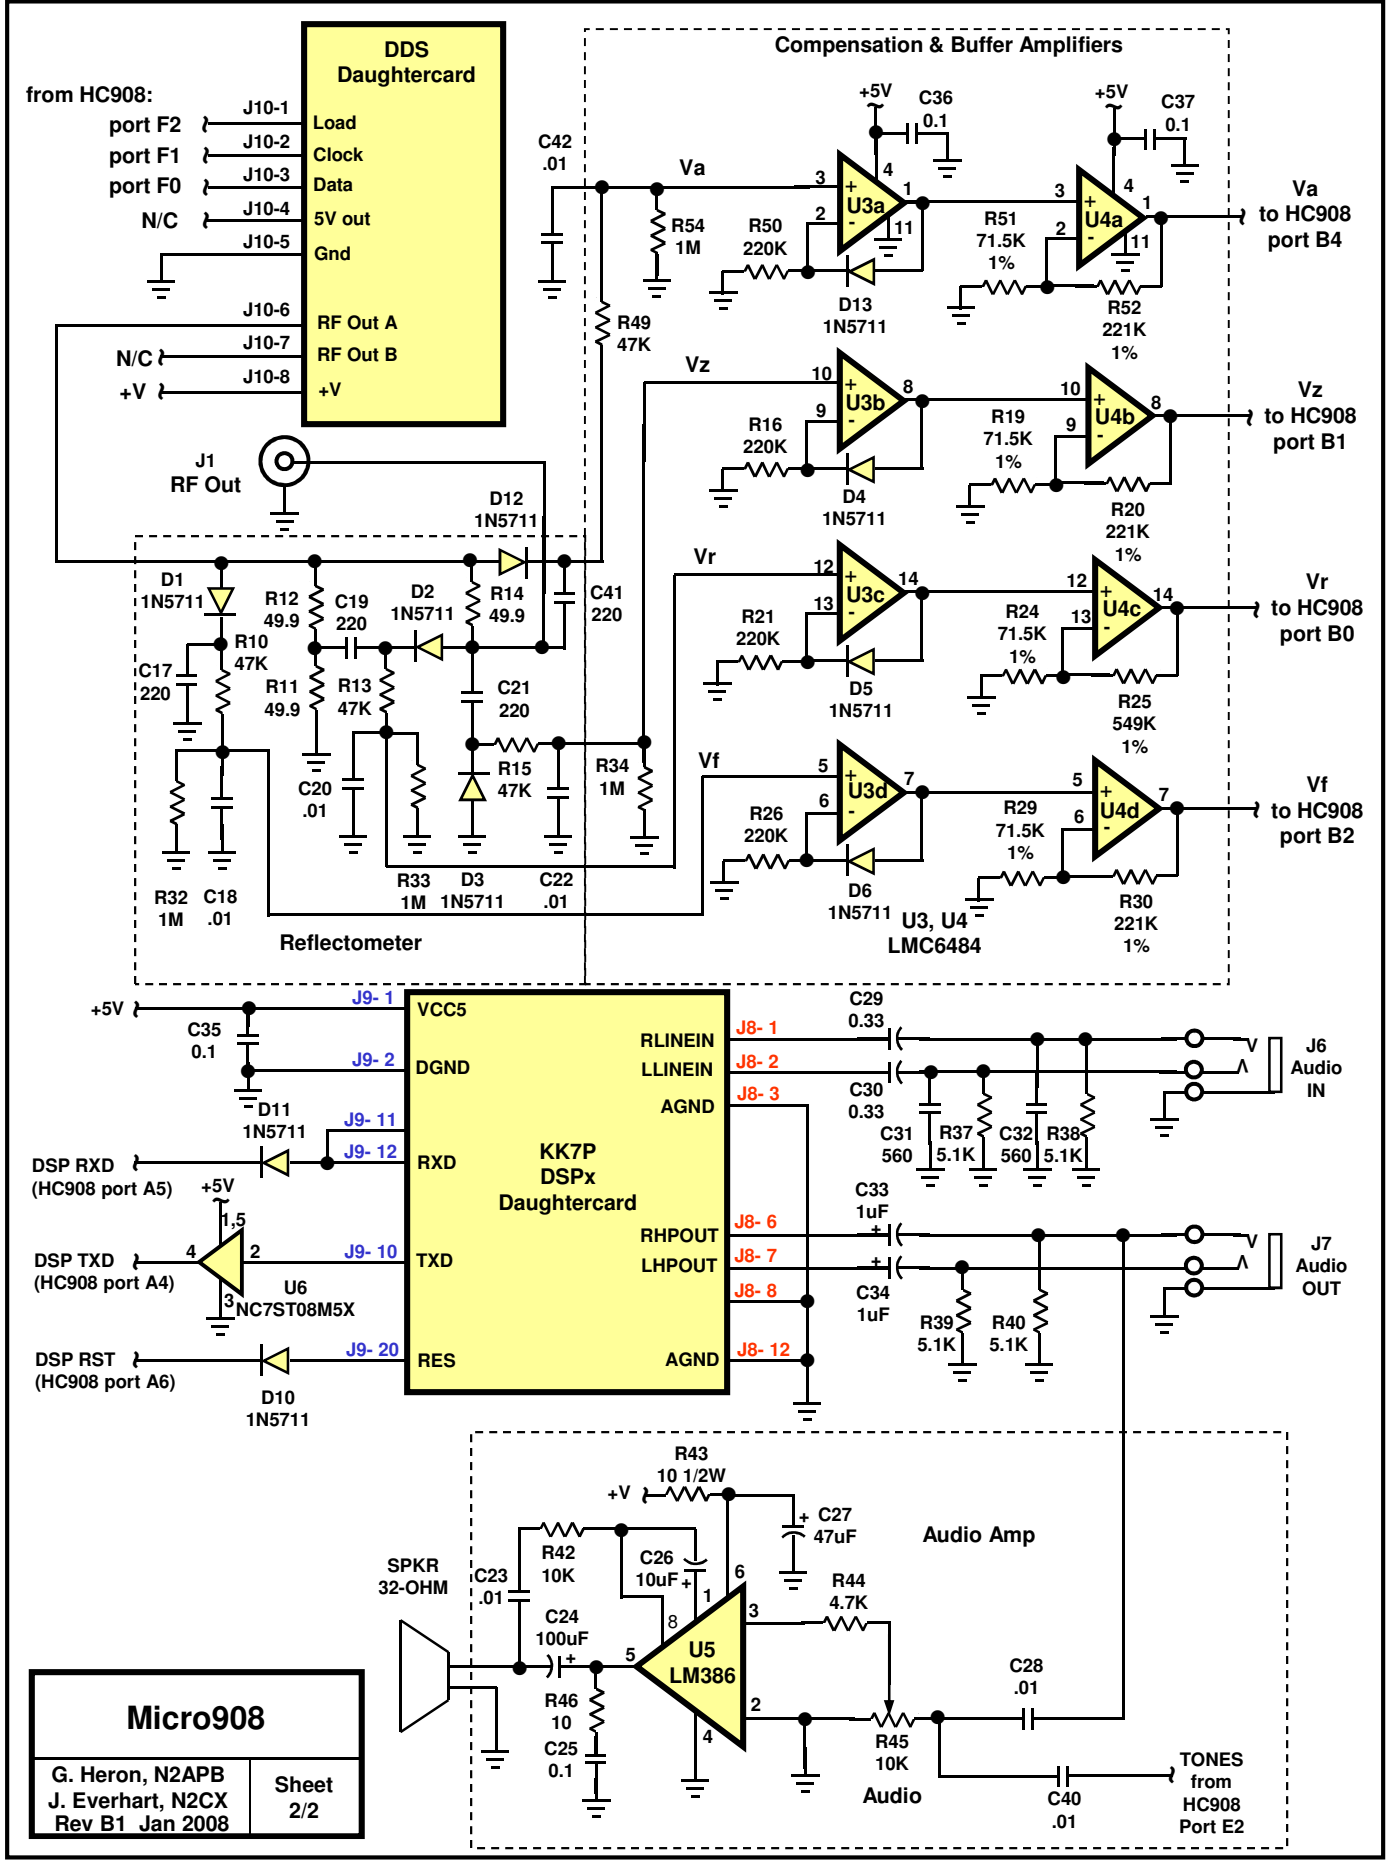 DDS
Daughtercard
from HC908:
port F2
J10-1
Load
port F1
J10-2
Clock
port F0
J10-3
Data
N/C
J10-4
5V out
J10-5
Gnd
J10-6
RF Out A
N/C
J10-7
RF Out B
+V
J10-8
+V
J1
RF Out
Compensation & Buffer Amplifiers
C42
.01
R54
1M
R49
47K
Va
+5V
C36
0.1
3
+
2
-
4
1
11
U3a
R50
220K
D13
1N5711
+5V
C37
0.1
3
+
2
-
4
1
11
U4a
R51
71.5K
1%
R52
221K
1%
Va
to HC908
port B4
Vz
10
+
9
-
8
U3b
R16
220K
D4
1N5711
10
+
9
-
8
U4b
R19
71.5K
1%
R20
221K
1%
Vz
to HC908
port B1
Vr
12
+
13
-
14
U3c
R21
220K
D5
1N5711
12
+
13
-
14
U4c
R24
71.5K
1%
R25
549K
1%
Vr
to HC908
port B0
Vf
5
+
6
-
7
U3d
R26
220K
D6
1N5711
5
+
6
-
7
U4d
R29
71.5K
1%
R30
221K
1%
Vf
to HC908
port B2
U3, U4
LMC6484
D12
1N5711
D1
1N5711
R12
49.9
C19
220
D2
1N5711
R14
49.9
C41
220
R10
47K
C17
220
R11
49.9
R13
47K
C21
220
R15
47K
R34
1M
C20
.01
R32
1M
C18
.01
R33
1M
D3
1N5711
C22
.01
Reflectometer
+5V
J9- 1
VCC5
C35
0.1
J9- 2
DGND
D11
1N5711
J9- 11
J9- 12
RXD
DSP RXD
(HC908 port A5)
+5V
1,5
4
2
3
DSP TXD
(HC908 port A4)
J9- 10
TXD
U6
NC7ST08M5X
DSP RST
(HC908 port A6)
J9- 20
RES
D10
1N5711
KK7P
DSPx
Daughtercard
RLINEIN
J8- 1
LLINEIN
J8- 2
AGND
J8- 3
RHPOUT
J8- 6
LHPOUT
J8- 7
J8- 8
AGND
J8- 12
C29
0.33
C30
0.33
C31
560
R37
5.1K
C32
560
R38
5.1K
J6
Audio
IN
C33
1uF
+
+
C34
1uF
R39
5.1K
R40
5.1K
J7
Audio
OUT
Audio Amp
R43
10 1/2W
+V
+
C27
47uF
R42
10K
C26
10uF
+
C23
.01
SPKR
32-OHM
C24
100uF
+
5
8
1
6
3
2
4
U5
LM386
R46
10
C25
0.1
R44
4.7K
R45
10K
Audio
C28
.01
C40
.01
TONES
from
HC908
Port E2
Micro908
G. Heron, N2APB
J. Everhart, N2CX
Rev B1 Jan 2008
Sheet
2/2